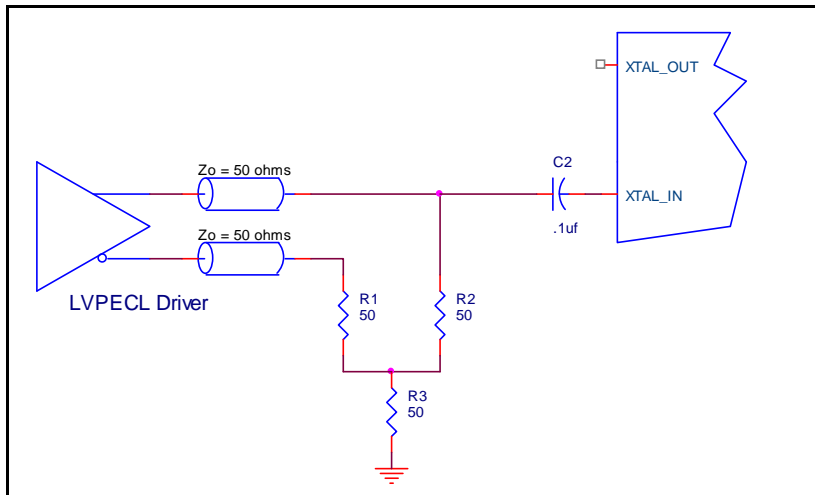 XTAL_OUT
Zo = 50 ohms
C2
XTAL_IN
.1uf
Zo = 50 ohms
LVPECL Driver
R1
50
R2
50
R3
50